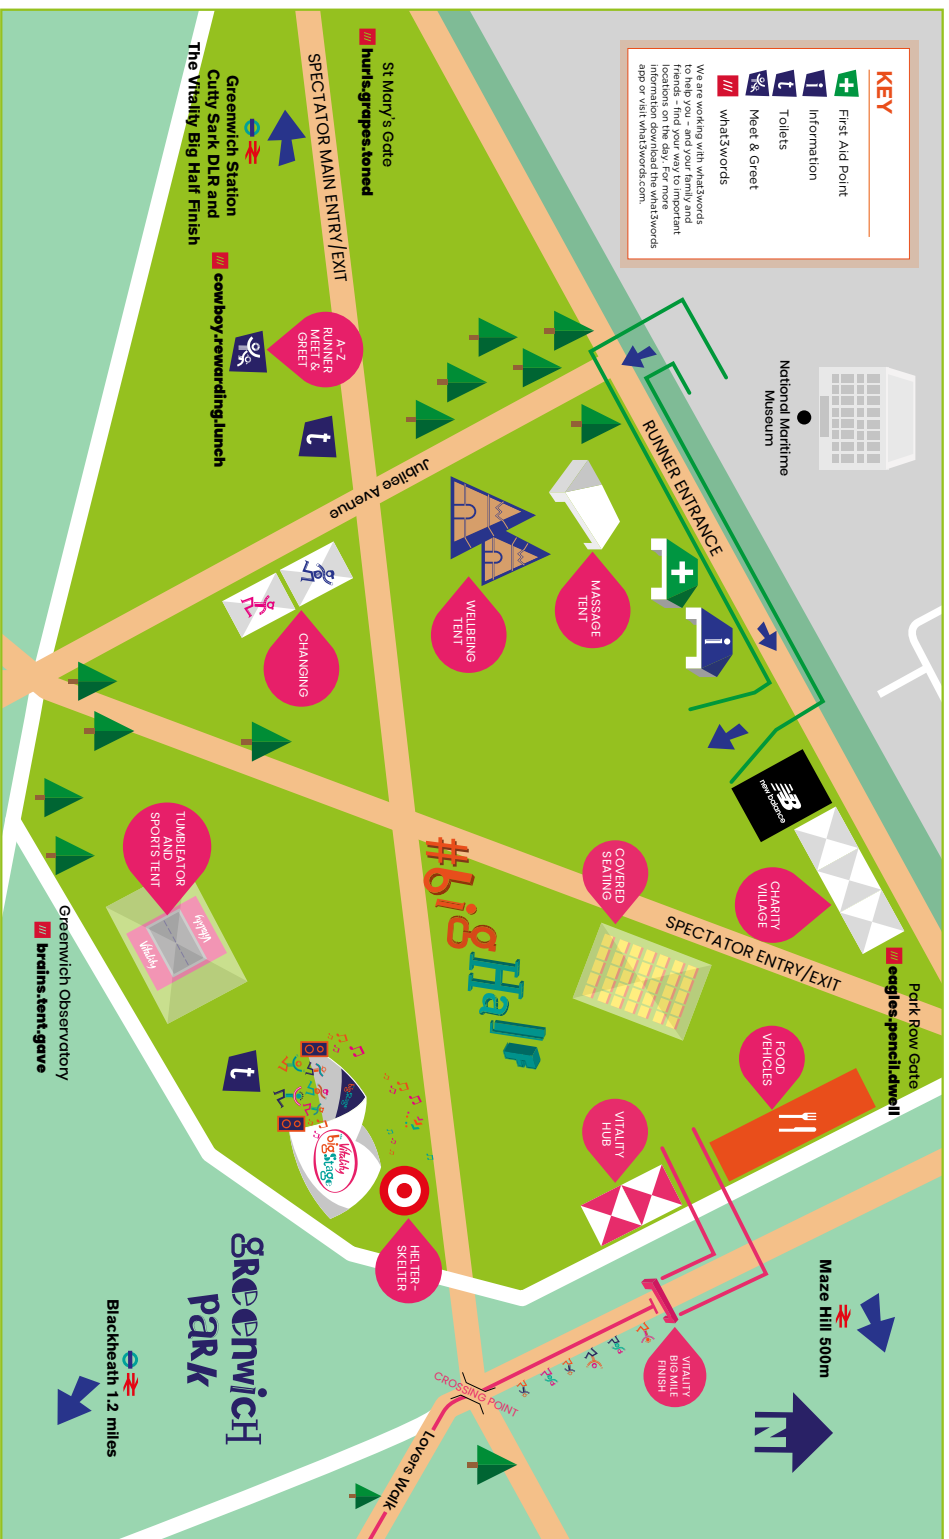 KEY
First Aid Point
Information
Toilets
Meet & Greet
what3words
We are working with what3words
to help you – and your family and
friends – find your way to important
locations on the day. For more
information download the what3words
app or visit what3words.com.
National Maritime
Museum
St Mary's Gate
hurls.grapes.toned
SPECTATOR MAIN ENTRY/EXIT
Greenwich Station
Cutty Sark DLR and
The Vitality Big Half Finish
cowboy.rewarding.lunch
A–Z
RUNNER
MEET &
GREET
t
Jubilee Avenue
RUNNER ENTRANCE
MASSAGE
TENT
WELLBEING
TENT
CHANGING
i
new balance
CHARITY
VILLAGE
COVERED
SEATING
SPECTATOR ENTRY/EXIT
Park Row Gate
eagles.pencil.dwell
FOOD
VEHICLES
VITALITY
HUB
#bigHalf
TUMBLEATOR
AND
SPORTS TENT
Vitality
Vitality
Greenwich Observatory
brains.tent.gave
t
Vitality
big Stage
HELTER–
SKELTER
Maze Hill 500m
VITALITY
BIG MILE
FINISH
CROSSING POINT
Lovers Walk
N
GREENWICH
PARK
Blackheath 1.2 miles